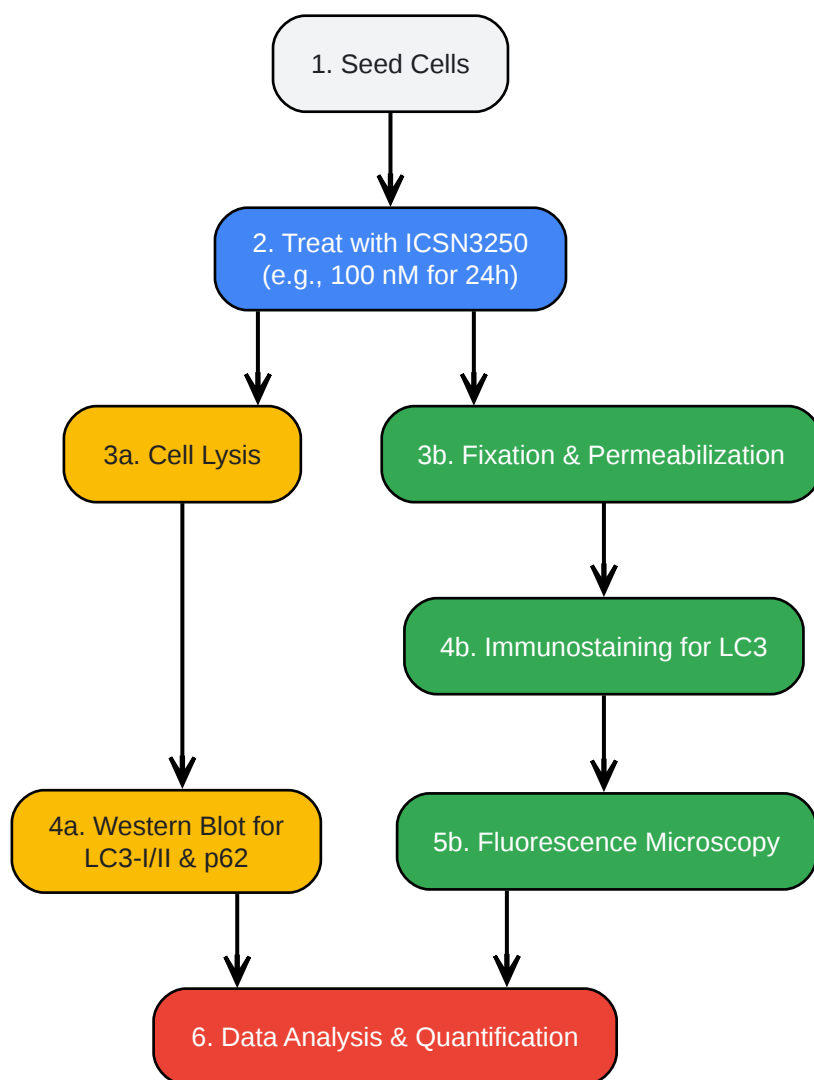 1. Seed Cells
2. Treat with ICSN3250
(e.g., 100 nM for 24h)
3a. Cell Lysis
3b. Fixation & Permeabilization
4b. Immunostaining for LC3
4a. Western Blot for
LC3-I/II & p62
5b. Fluorescence Microscopy
6. Data Analysis & Quantification